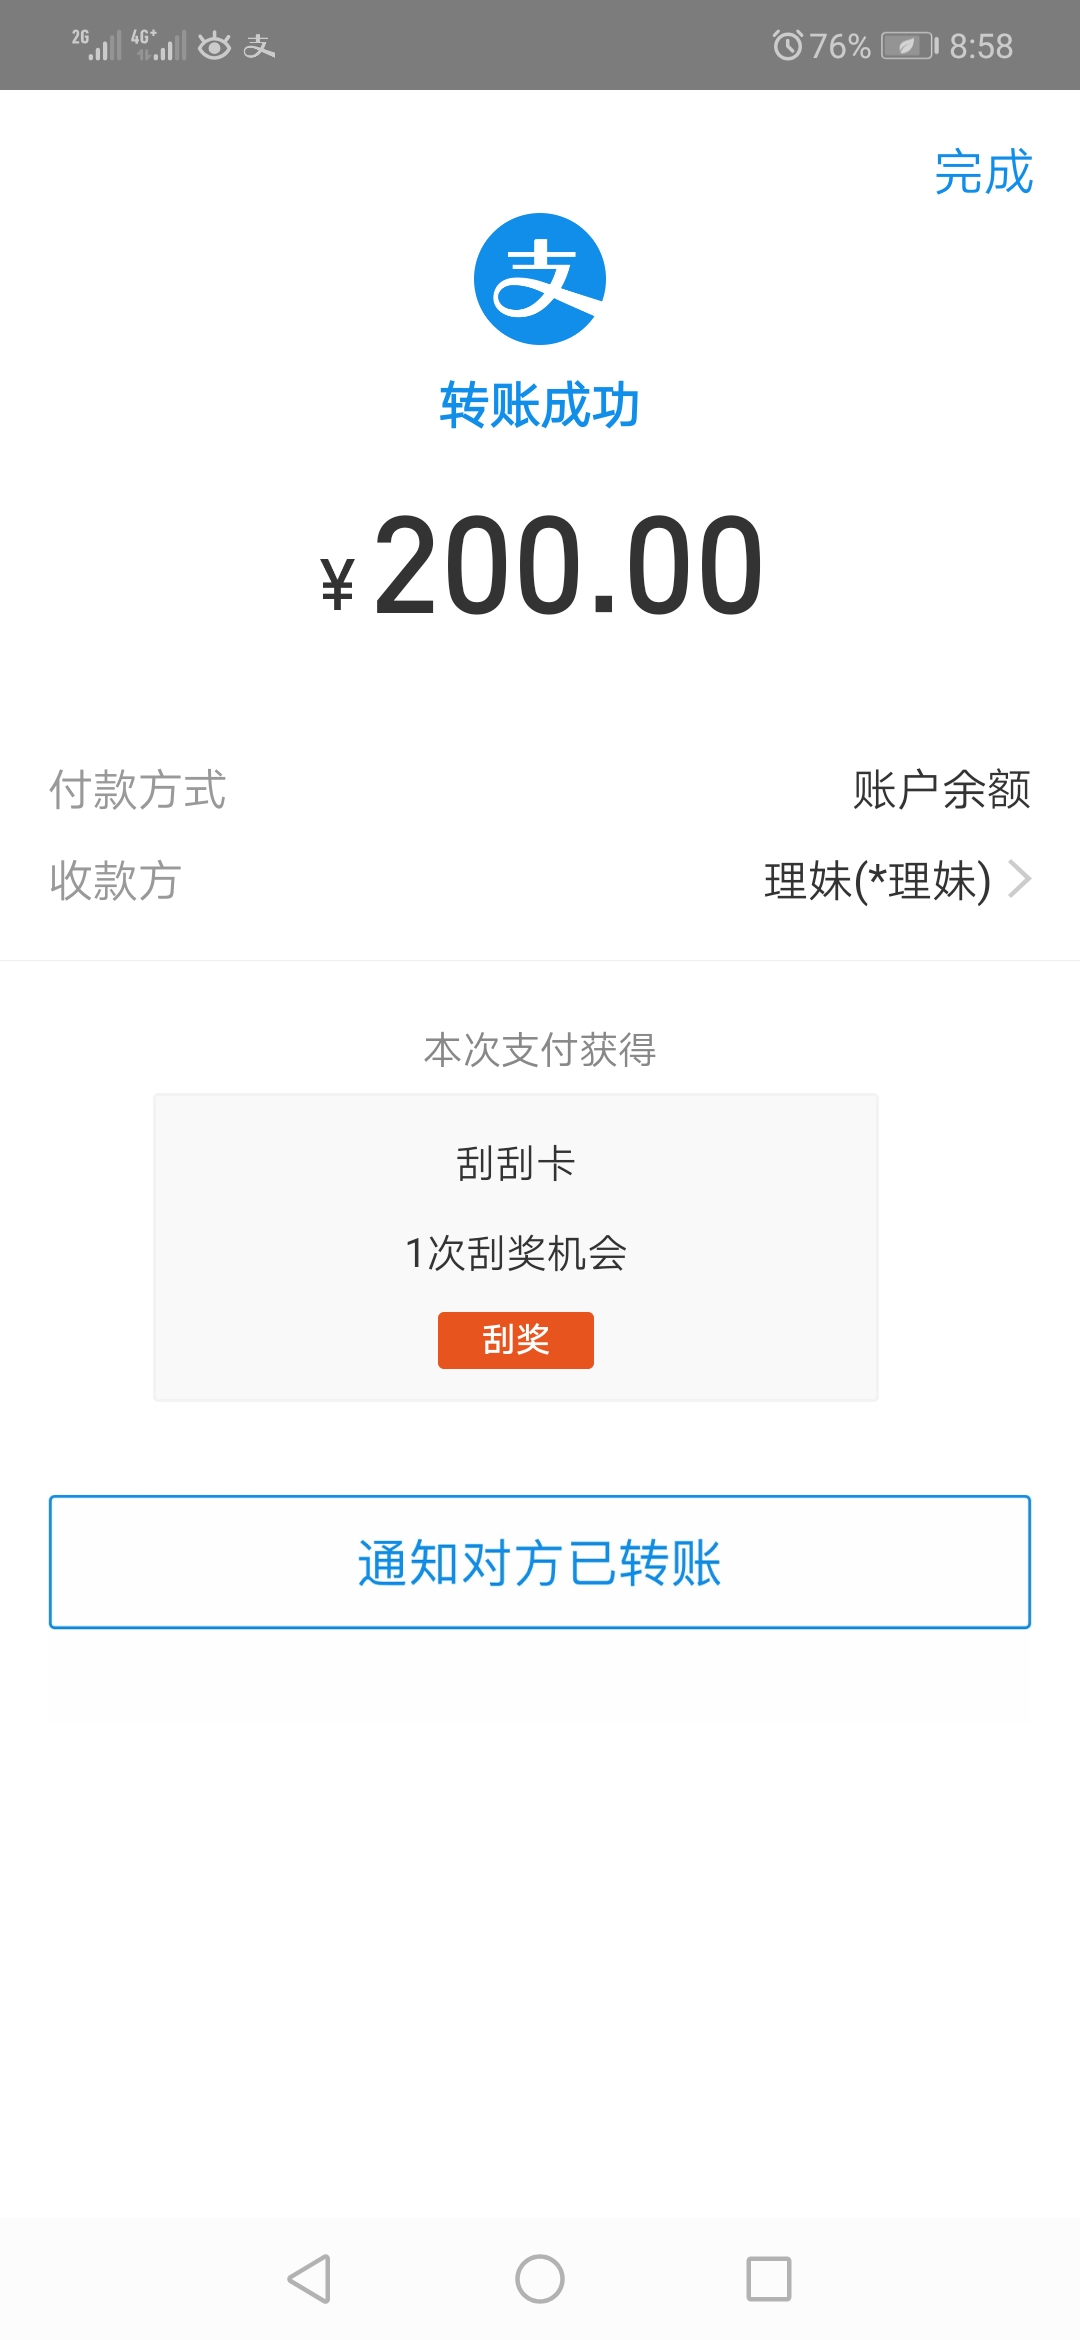 2G 4G+ 支 76% 8:58
完成
支
转账成功
¥200.00
付款方式 账户余额
收款方 理妹(*理妹)
本次支付获得
刮刮卡
1次刮奖机会
刮奖
通知对方已转账